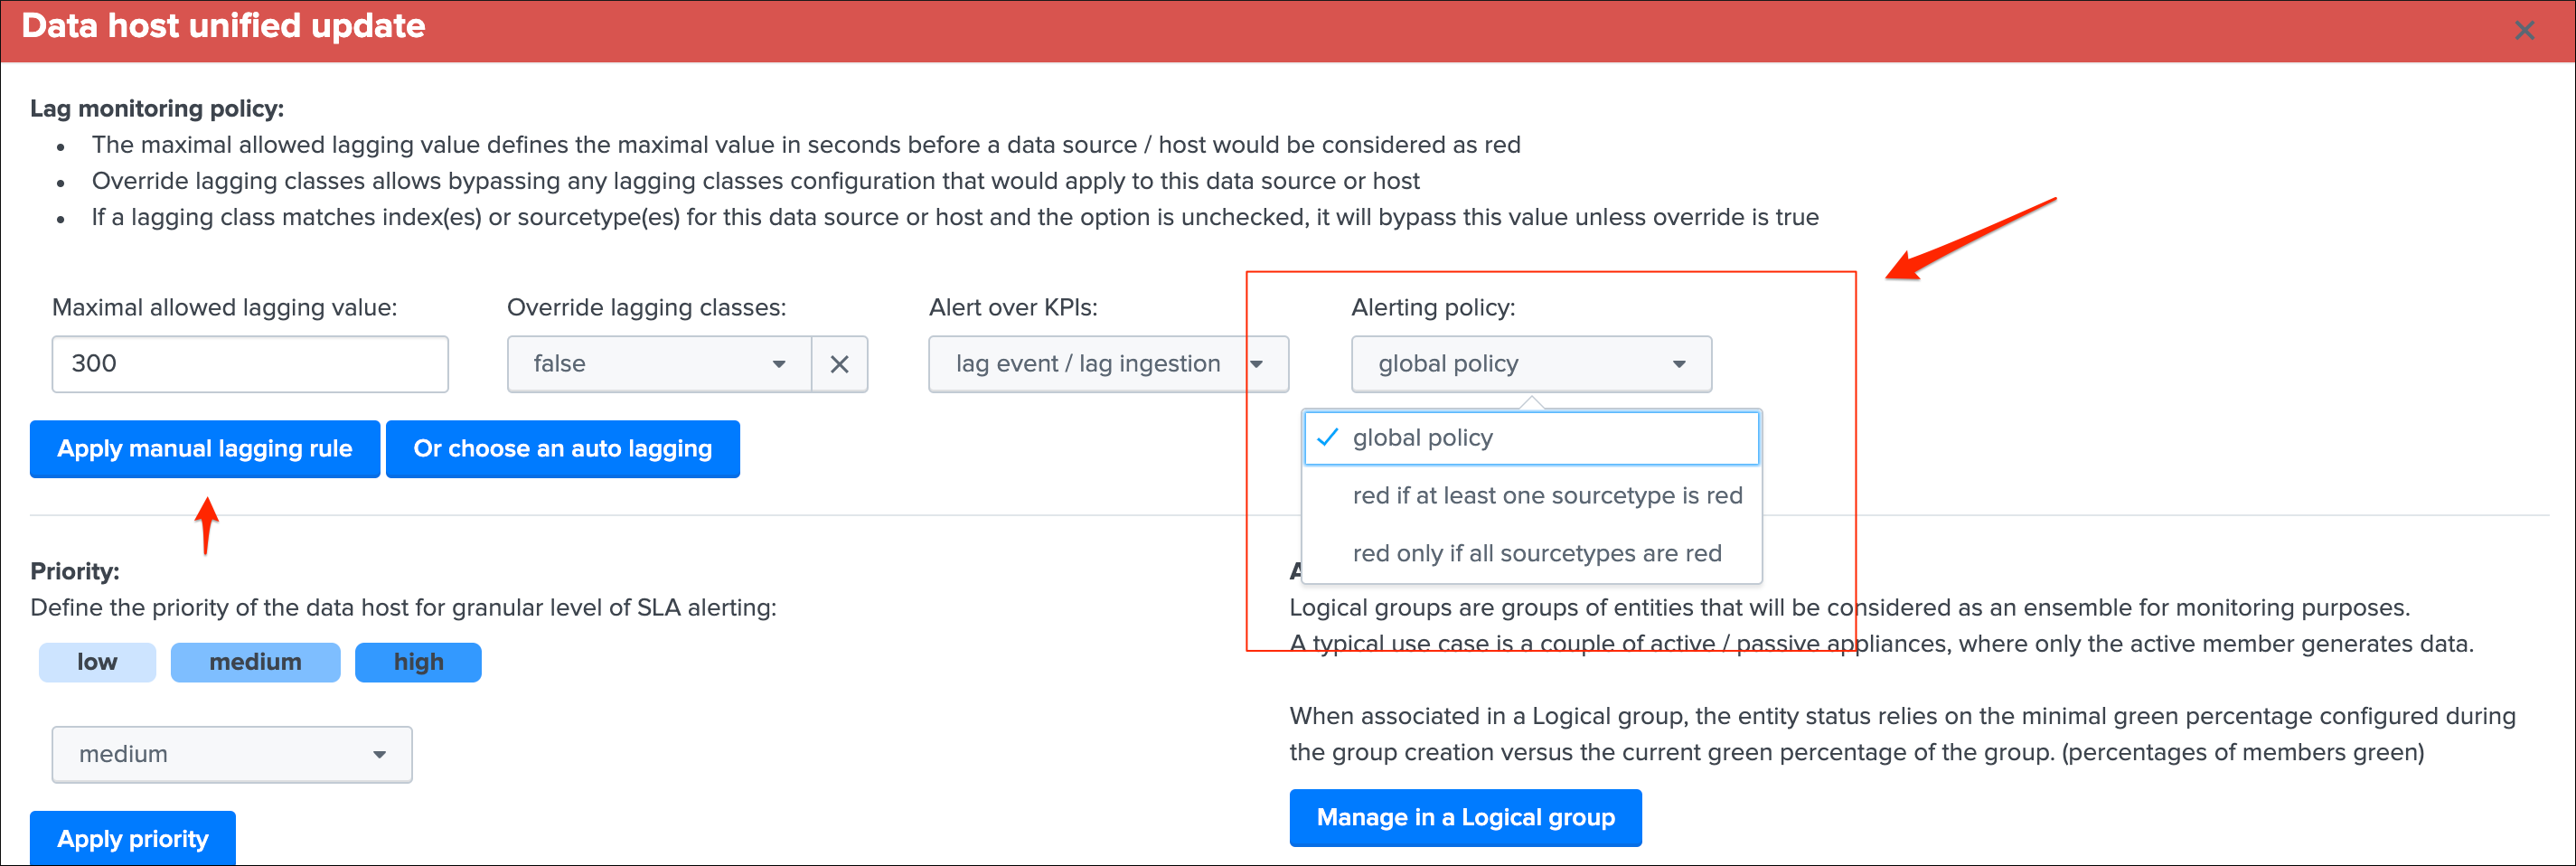 Data host unified update
Lag monitoring policy:
• The maximal allowed lagging value defines the maximal value in seconds before a data source / host would be considered as red
• Override lagging classes allows bypassing any lagging classes configuration that would apply to this data source or host
• If a lagging class matches index(es) or sourcetype(es) for this data source or host and the option is unchecked, it will bypass this value unless override is true
Maximal allowed lagging value:
Override lagging classes:
Alert over KPIs:
Alerting policy:
300
false
lag event / lag ingestion
global policy
Apply manual lagging rule
Or choose an auto lagging
global policy
red if at least one sourcetype is red
red only if all sourcetypes are red
Priority:
Define the priority of the data host for granular level of SLA alerting:
low
medium
high
medium
Apply priority
Logical groups are groups of entities that will be considered as an ensemble for monitoring purposes.
A typical use case is a couple of active / passive appliances, where only the active member generates data.
When associated in a Logical group, the entity status relies on the minimal green percentage configured during
the group creation versus the current green percentage of the group. (percentages of members green)
Manage in a Logical group